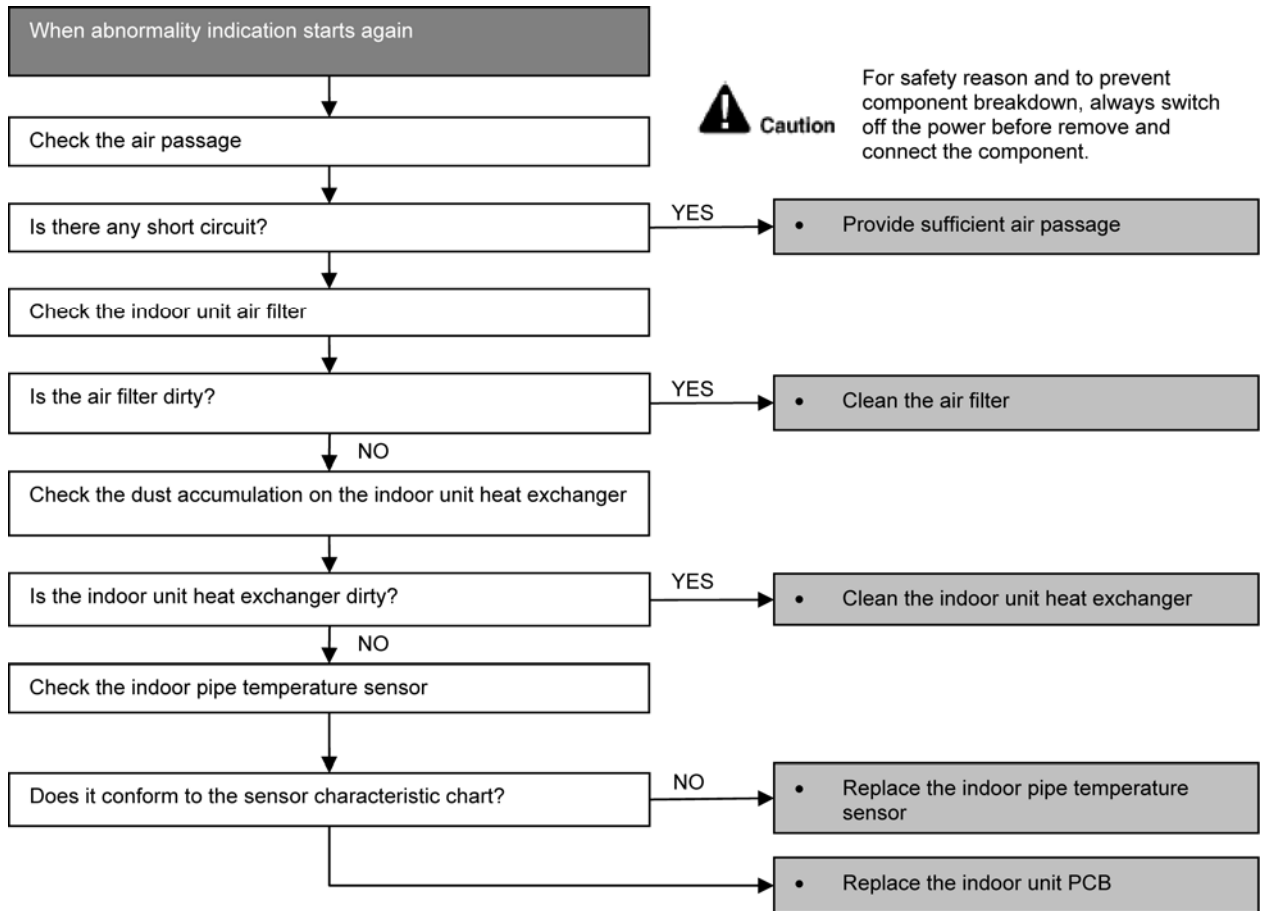 When abnormality indication starts again
Caution
For safety reason and to prevent
component breakdown, always switch
off the power before remove and
connect the component.
Check the air passage
Is there any short circuit?
YES
• Provide sufficient air passage
Check the indoor unit air filter
Is the air filter dirty?
YES
• Clean the air filter
NO
Check the dust accumulation on the indoor unit heat exchanger
Is the indoor unit heat exchanger dirty?
YES
• Clean the indoor unit heat exchanger
NO
Check the indoor pipe temperature sensor
Does it conform to the sensor characteristic chart?
NO
• Replace the indoor pipe temperature
sensor
• Replace the indoor unit PCB